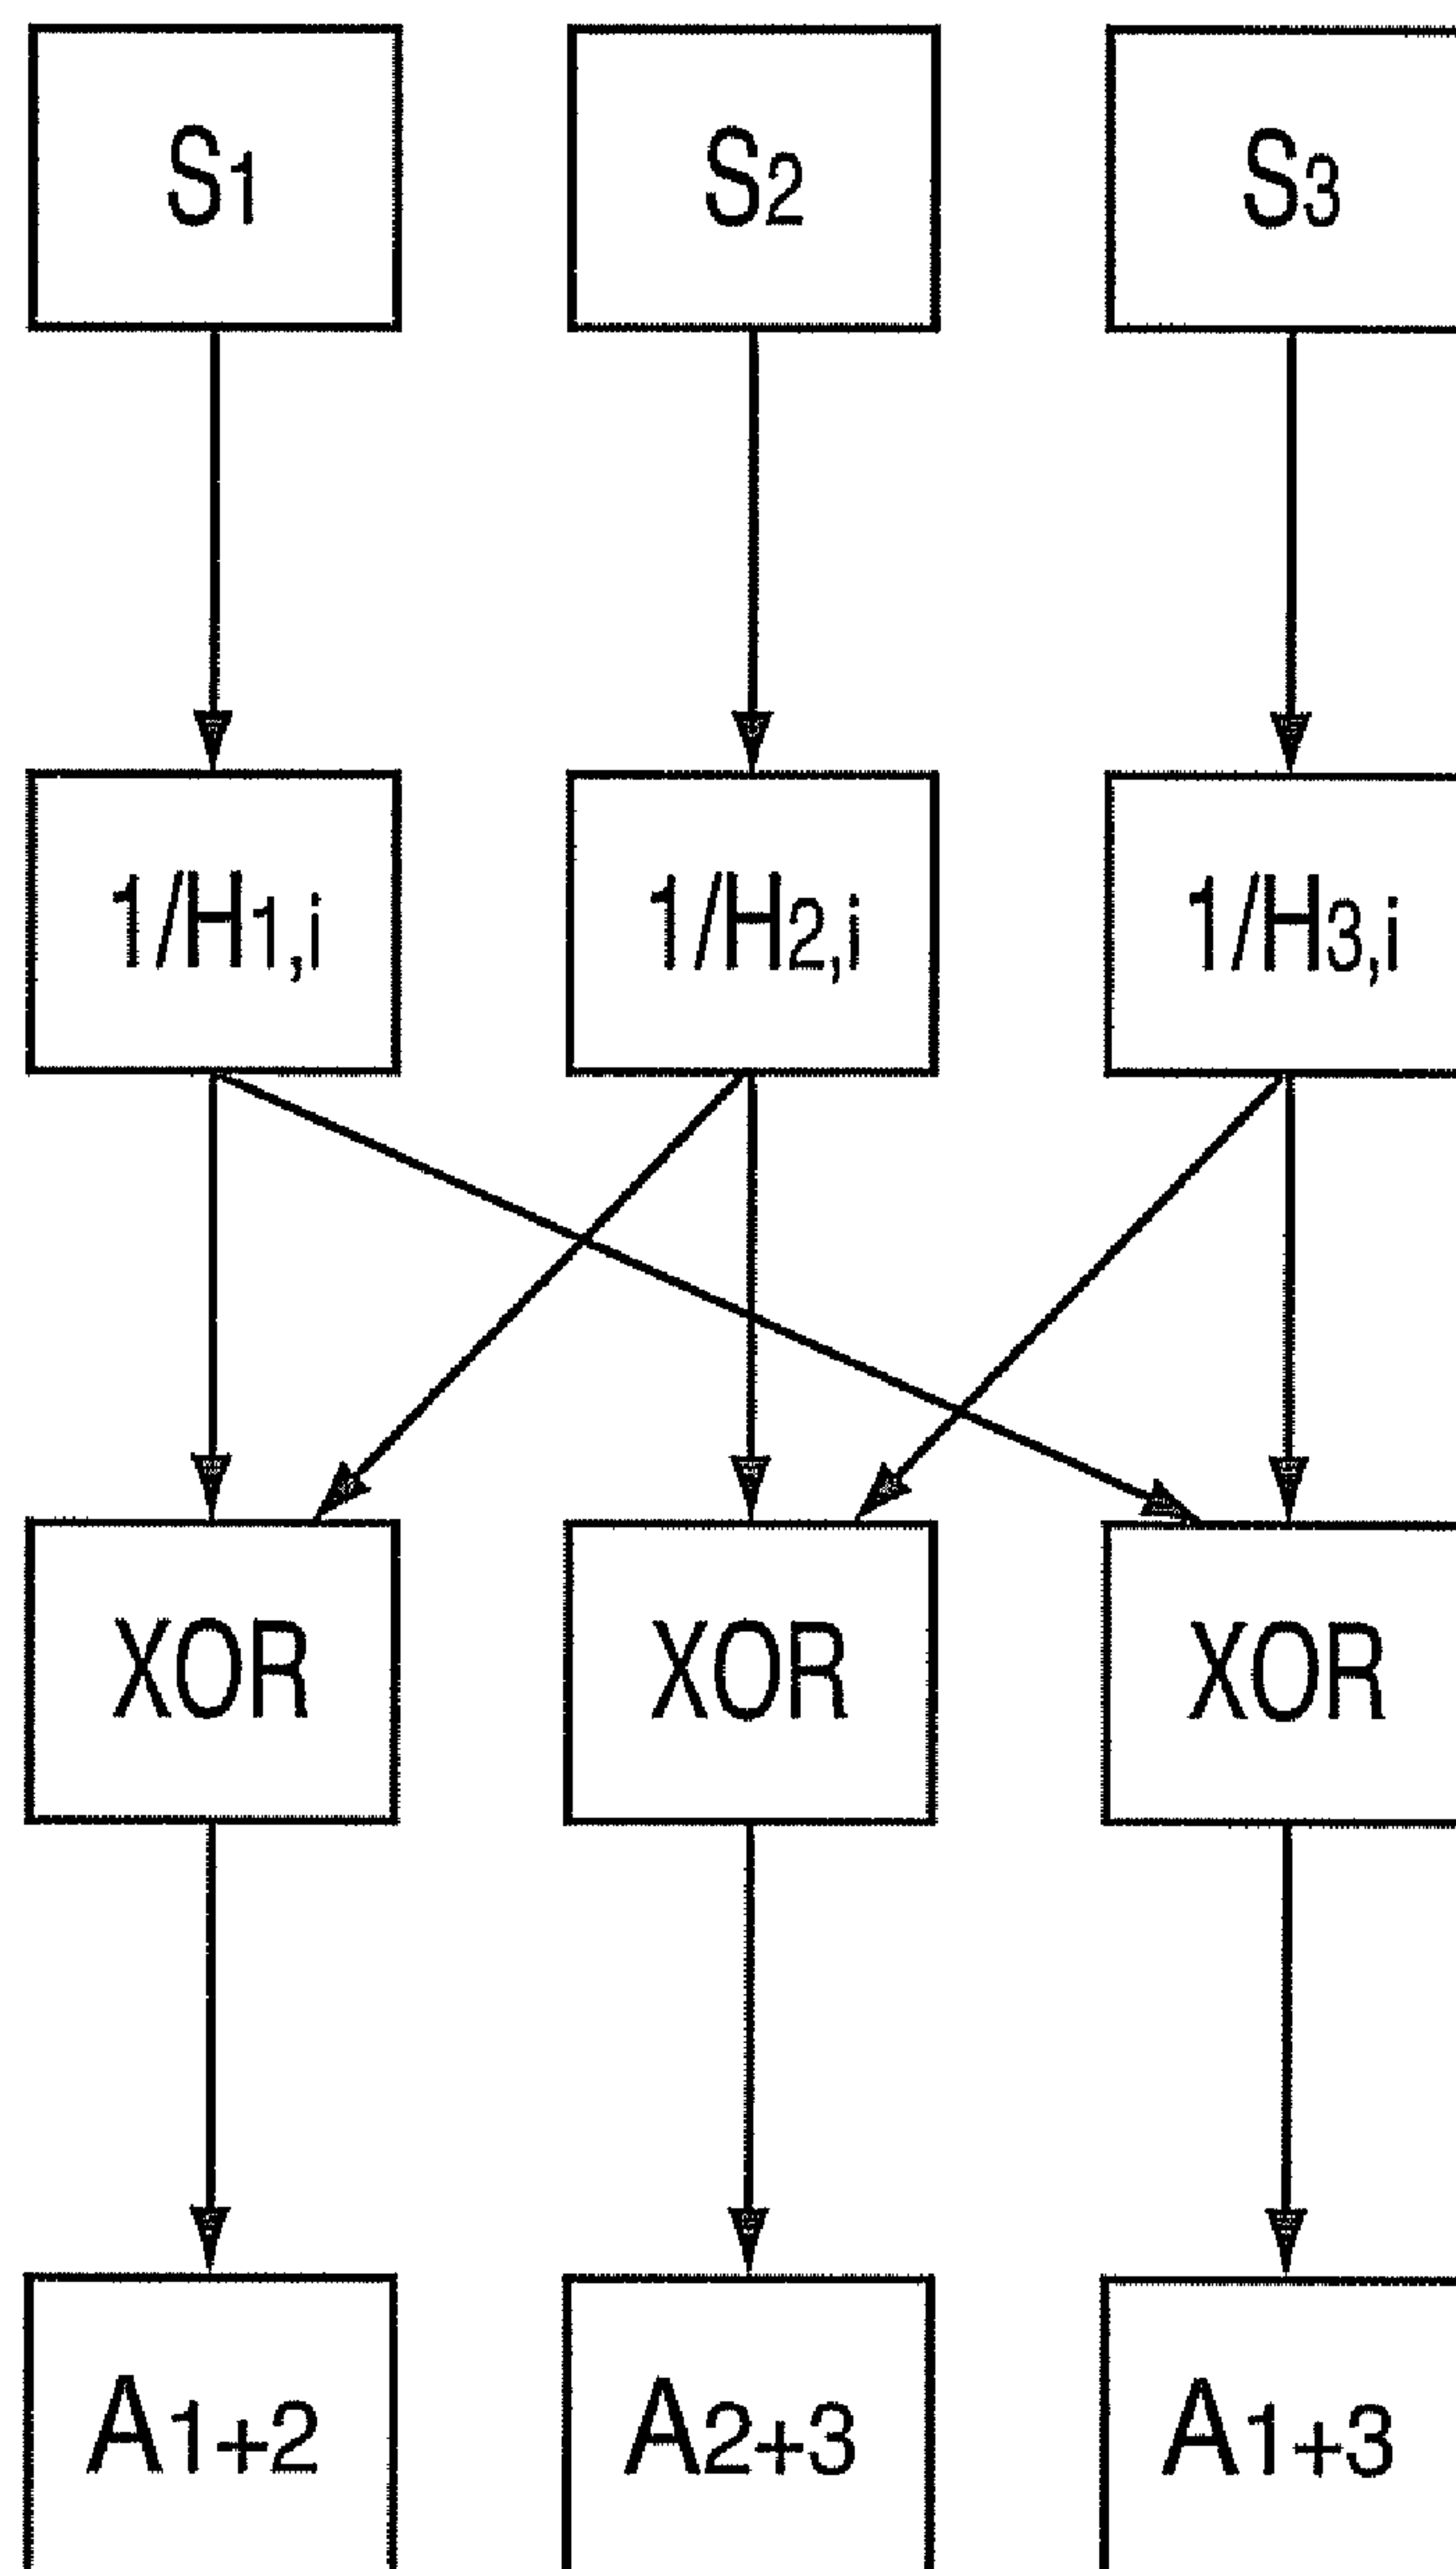 S1 S2 S3
1/H1,i 1/H2,i 1/H3,i
XOR XOR XOR
A1+2 A2+3 A1+3